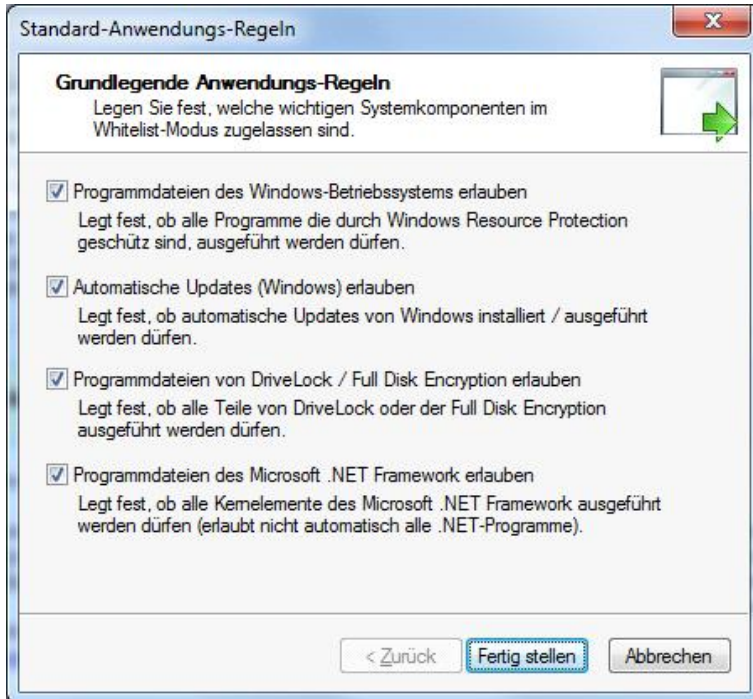 Standard-Anwendungs-Regeln
Grundlegende Anwendungs-Regeln
Legen Sie fest, welche wichtigen Systemkomponenten im
Whitelist-Modus zugelassen sind.
Programmdateien des Windows-Betriebssystems erlauben
Legt fest, ob alle Programme die durch Windows Resource Protection
geschütz sind, ausgeführt werden dürfen.
Automatische Updates (Windows) erlauben
Legt fest, ob automatische Updates von Windows installiert / ausgeführt
werden dürfen.
Programmdateien von DriveLock / Full Disk Encryption erlauben
Legt fest, ob alle Teile von DriveLock oder der Full Disk Encryption
ausgeführt werden dürfen.
Programmdateien des Microsoft .NET Framework erlauben
Legt fest, ob alle Kernelemente des Microsoft .NET Framework ausgeführt
werden dürfen (erlaubt nicht automatisch alle .NET-Programme).
< Zurück Fertig stellen Abbrechen